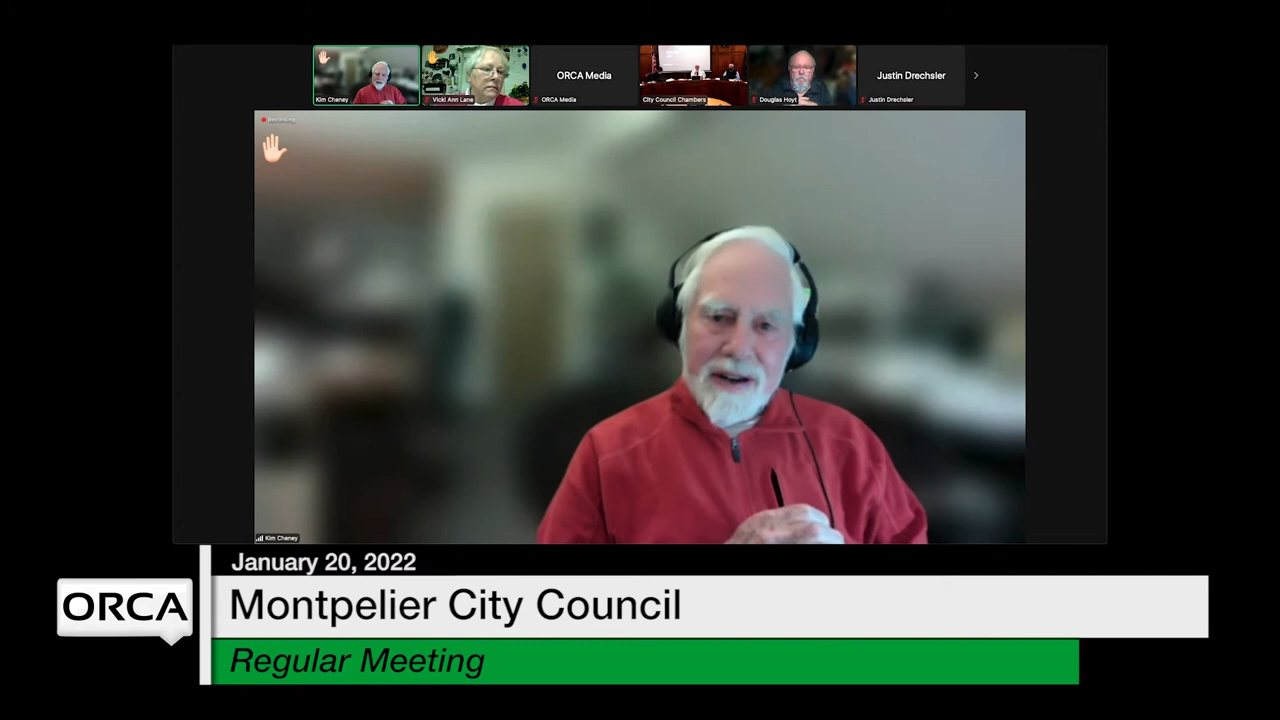 ORCA Media
Justin Drechsler
Kim Cheney
Vicki Ann Lane
ORCA Media
City Council Chambers
Douglas Hoyt
Justin Drechsler
Recording
Kim Cheney
January 20, 2022
ORCA
Montpelier City Council
Regular Meeting